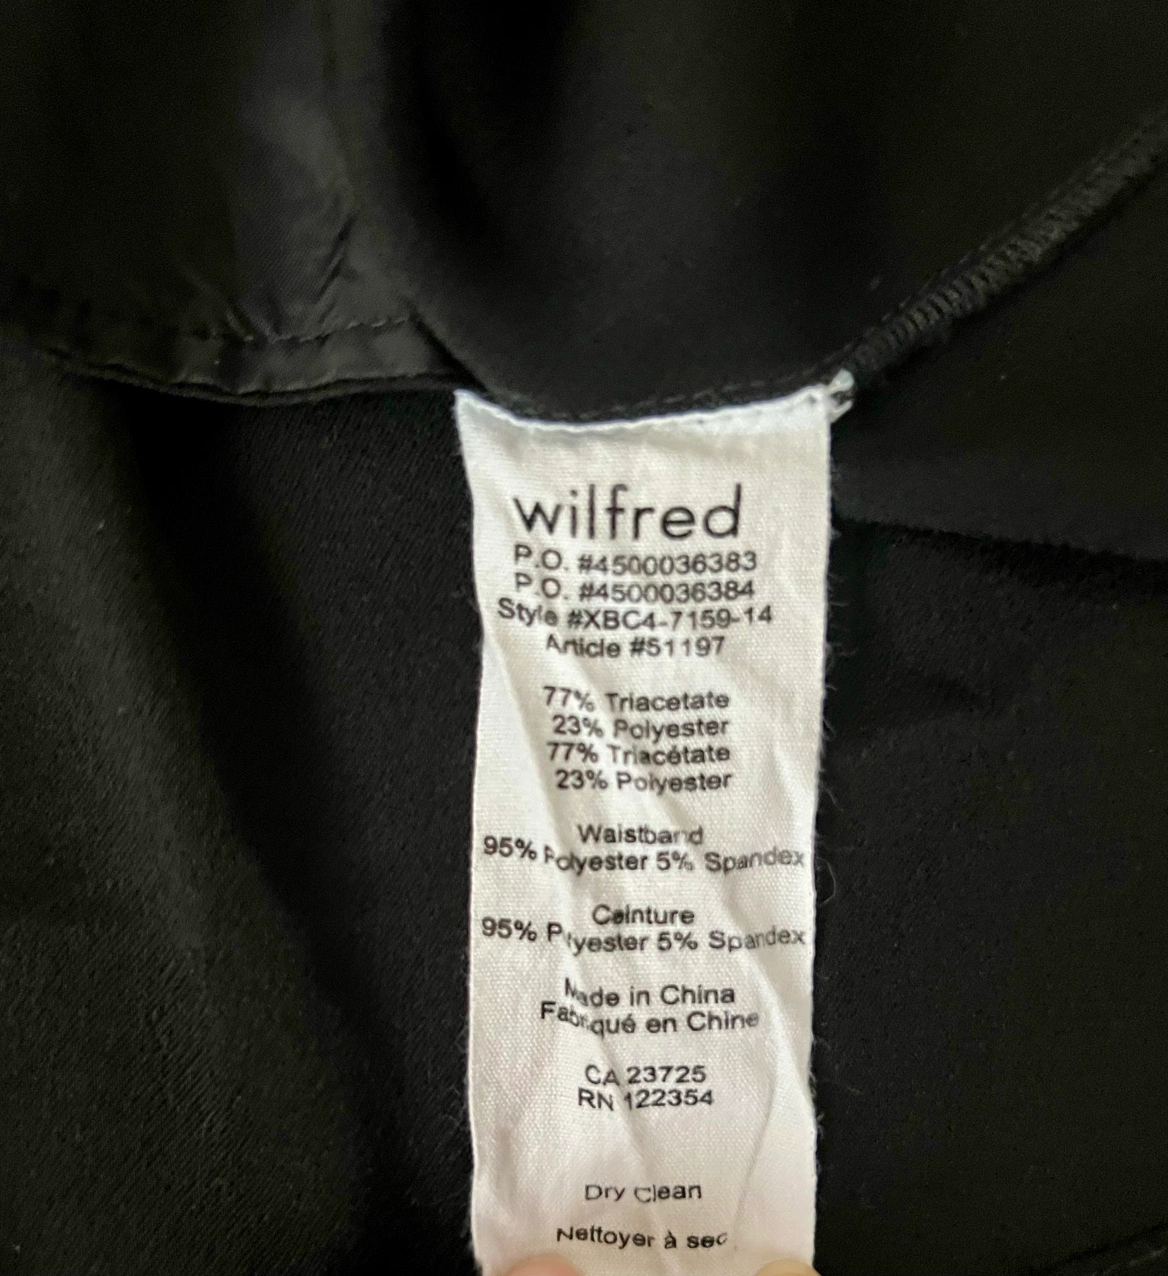 wilfred
P.O. #4500036383
P.O. #4500036384
Style #XBC4-7159-14
Article #51197
77% Triacetate
23% Polyester
77% Triacétate
23% Polyester
Waistband
95% Polyester 5% Spandex
Ceinture
95% Polyester 5% Spandex
Made in China
Fabriqué en Chine
CA 23725
RN 122354
Dry Clean
Nettoyer à sec